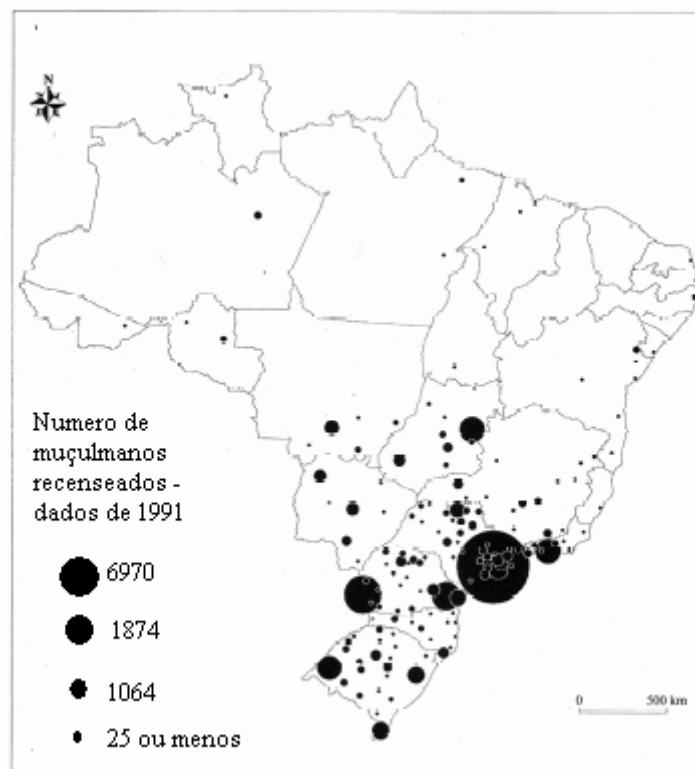 N
Numero de
muçulmanos
recenseados -
dados de 1991
6970
1874
1064
25 ou menos
0 500 km